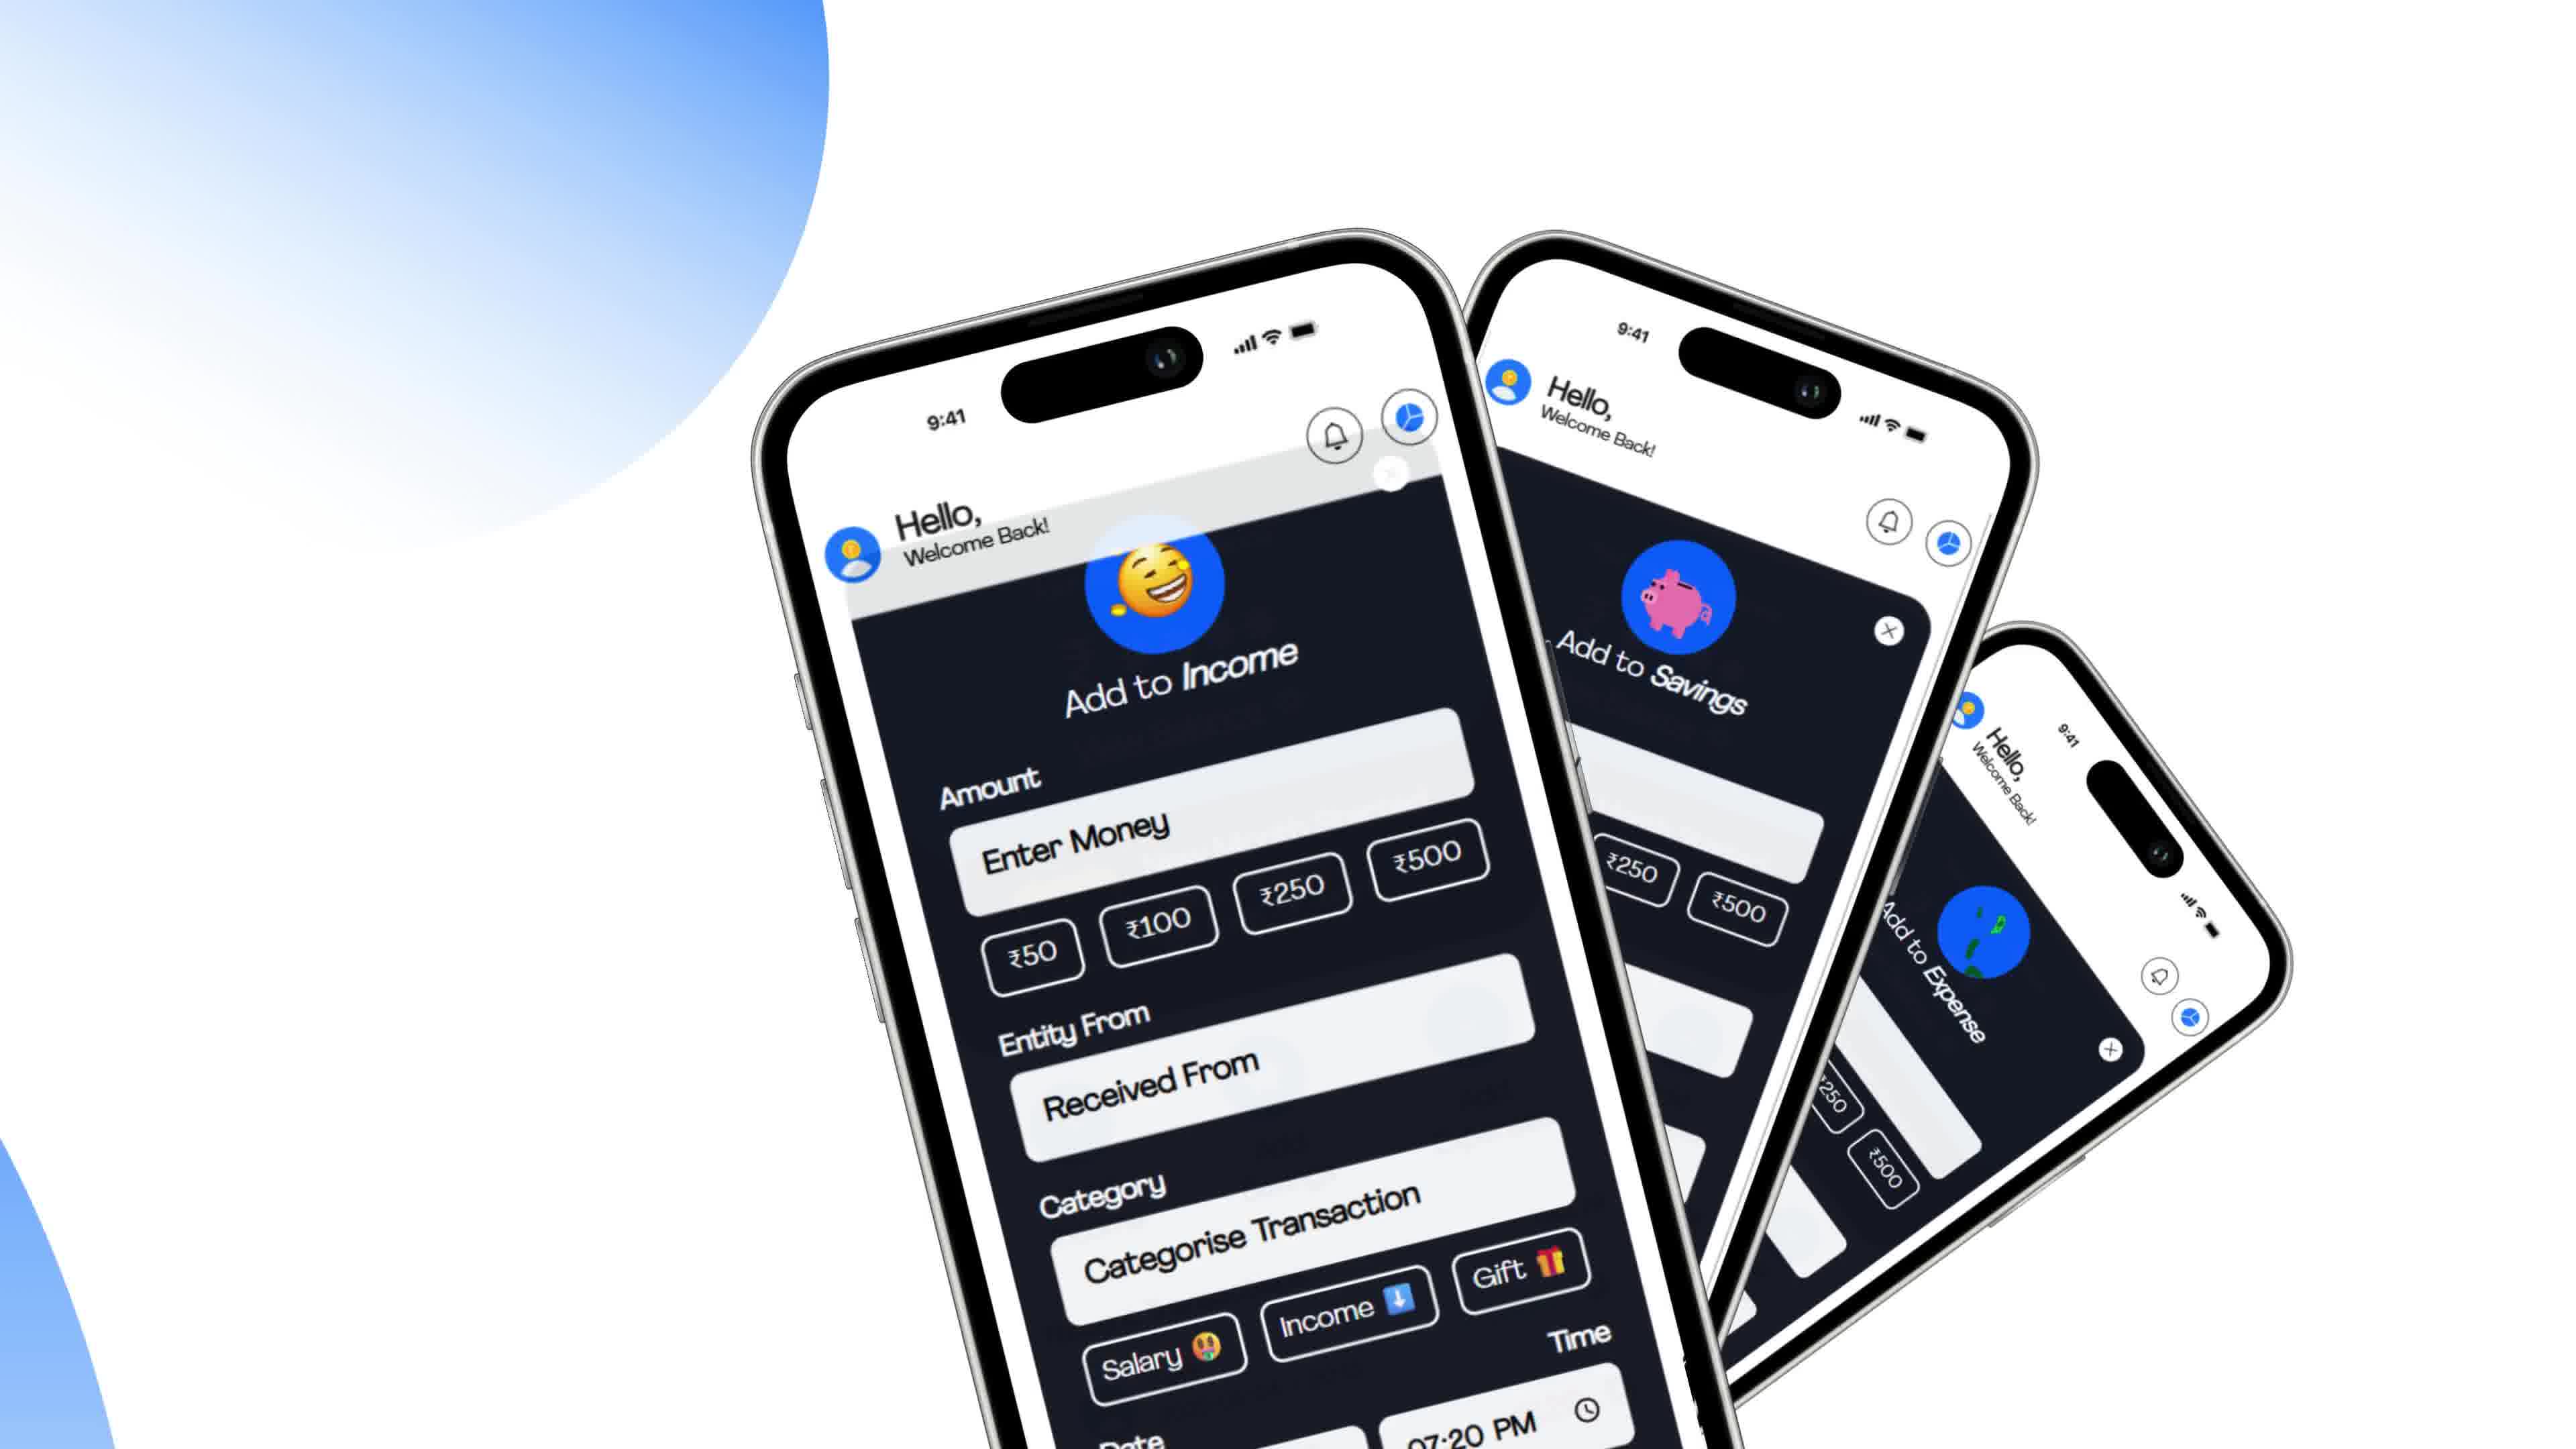 9:41
Hello,
Welcome Back!
Add to Income
Amount
Enter Money
₹50
₹100
₹250
₹500
Entity From
Received From
Category
Categorise Transaction
Salary
Income
Gift
Time
Date
07:20 PM
9:41
Hello,
Welcome Back!
Add to Savings
₹250
₹500
9:41
Hello,
Welcome Back!
Add to Expense
₹250
₹500